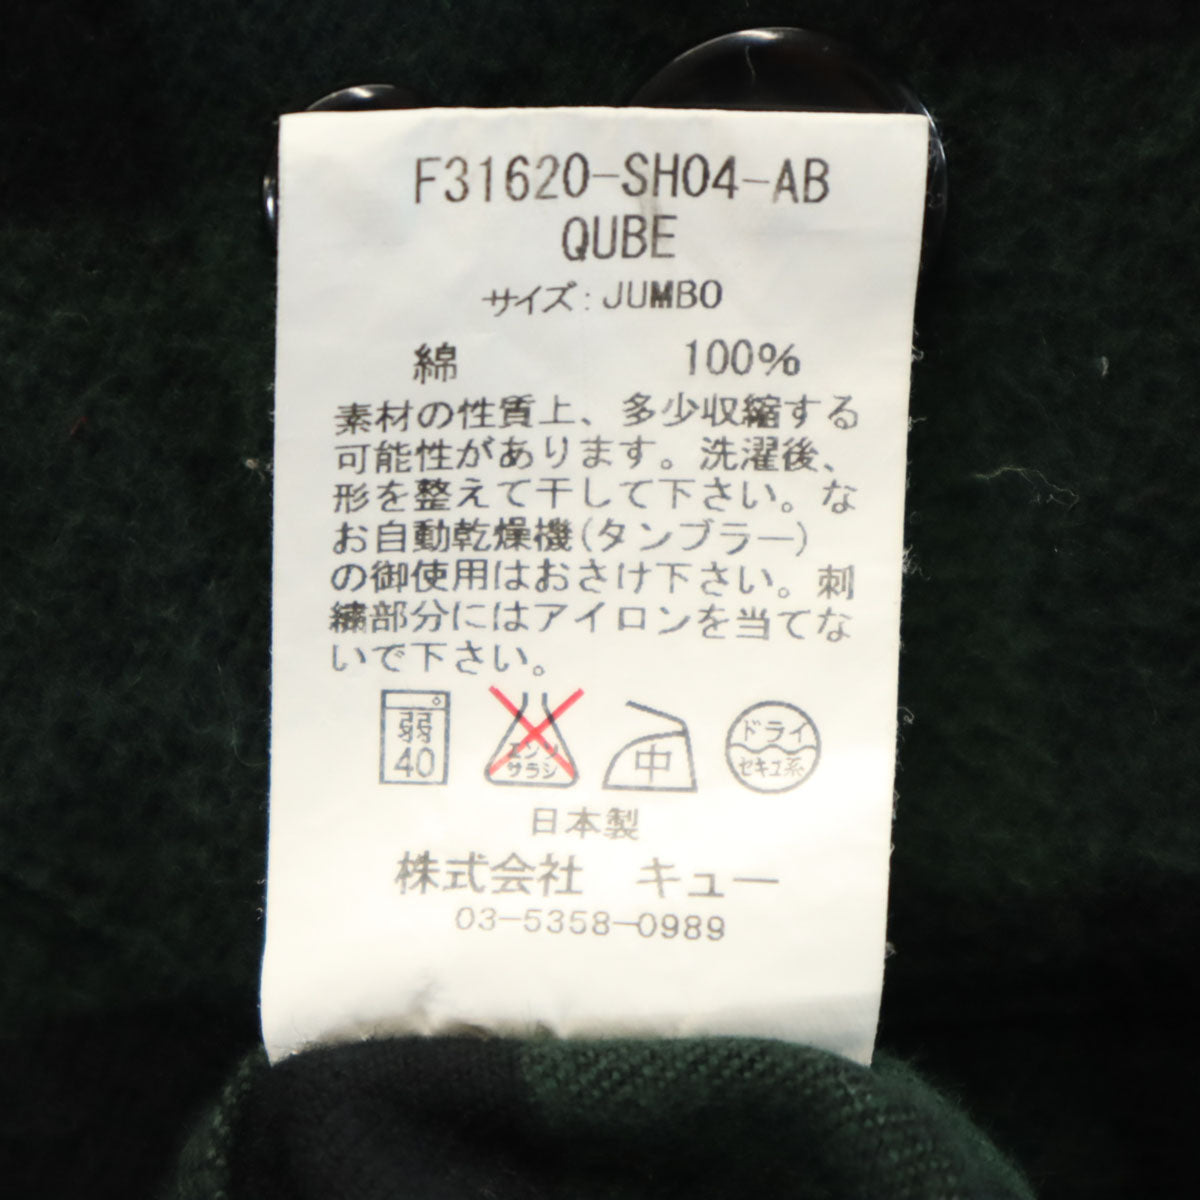 F31620-SH04-AB
QUBE
サイズ: JUMBO
綿 100%
素材の性質上、多少収縮する
可能性があります。洗濯後、
形を整えて干して下さい。な
お自動乾燥機(タンブラー)
の御使用はおさけ下さい。刺
繍部分にはアイロンを当てな
いで下さい。
弱
40
エンソ
サラシ
中
ドライ
セキユ系
日本製
株式会社 キュー
03-5358-0989